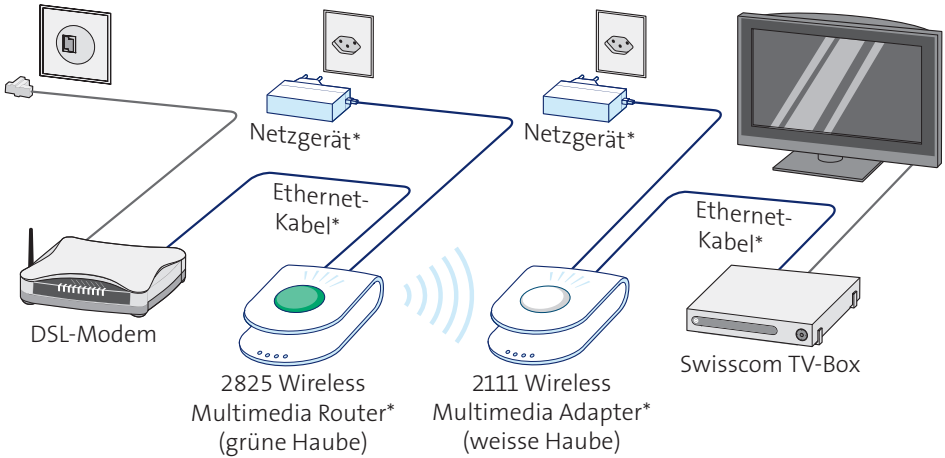 Netzgerät*
Netzgerät*
Ethernet-
Kabel*
Ethernet-
Kabel*
DSL-Modem
2825 Wireless
Multimedia Router*
(grüne Haube)
2111 Wireless
Multimedia Adapter*
(weisse Haube)
Swisscom TV-Box